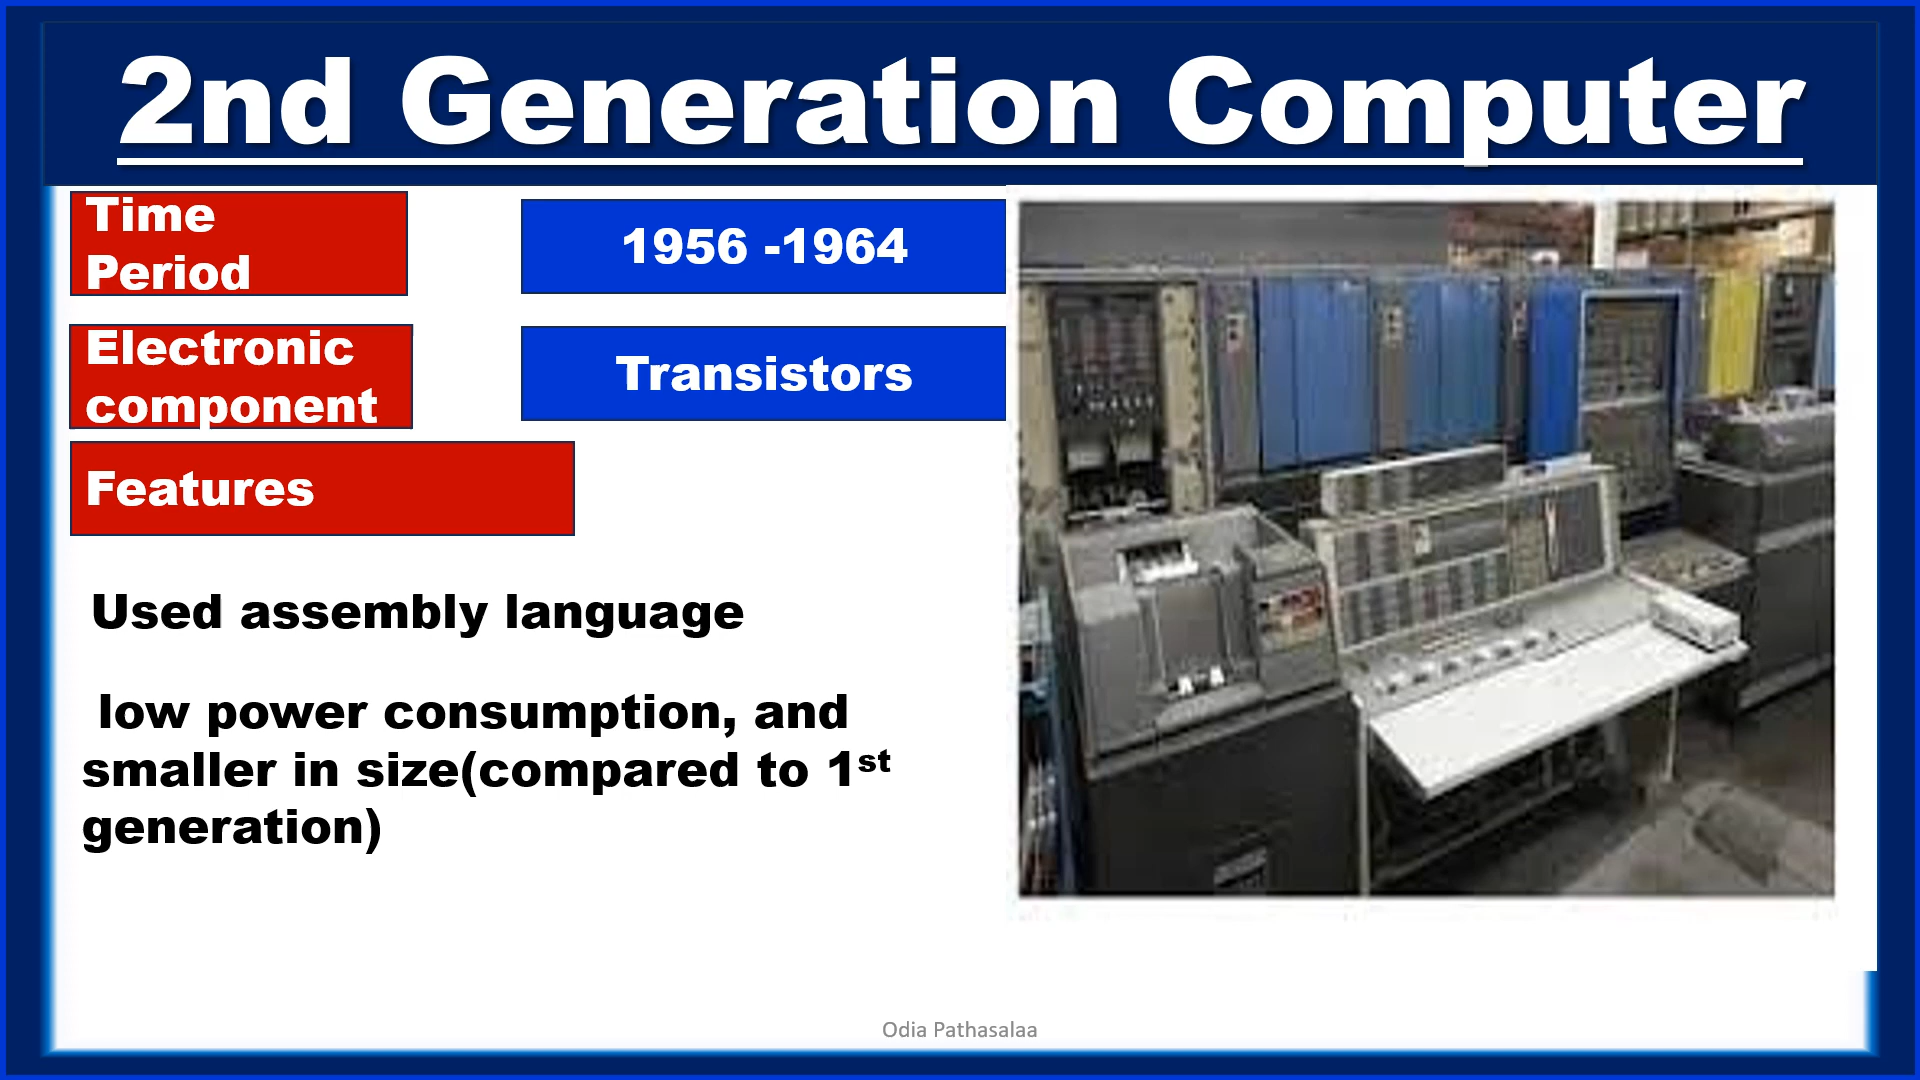 2nd Generation Computer
Time
Period
1956 -1964
Electronic
component
Transistors
Features
Used assembly language
low power consumption, and
smaller in size(compared to 1st
generation)
Odia Pathasalaa